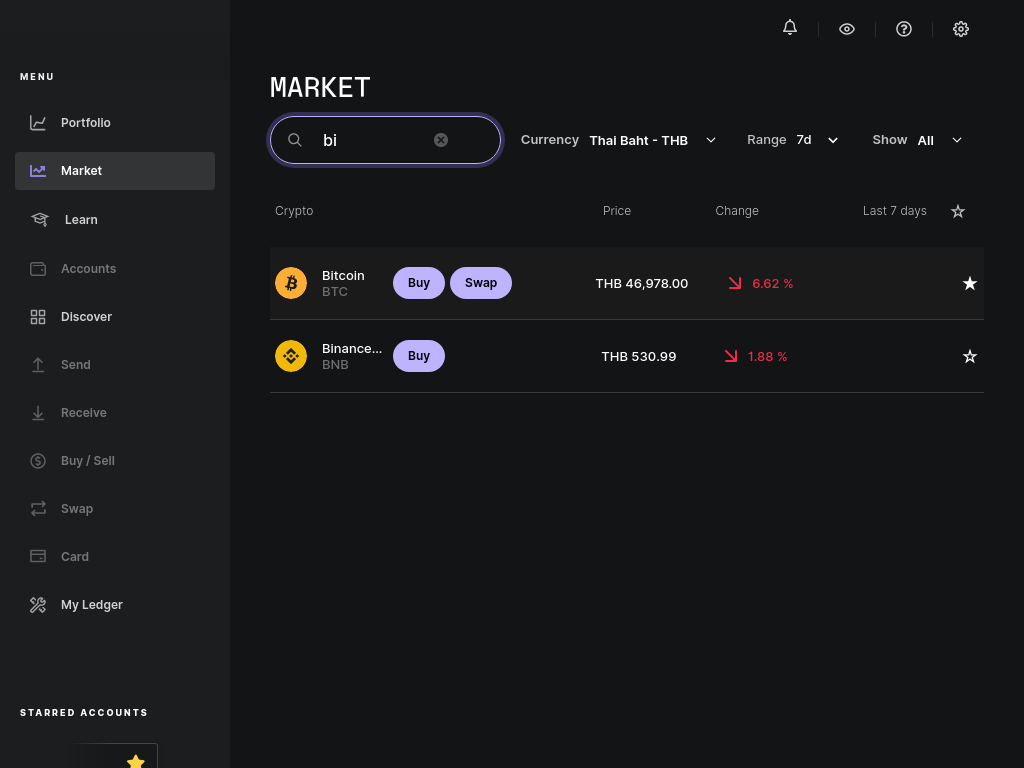 MENU
Portfolio
Market
Learn
Accounts
Discover
Send
Receive
Buy / Sell
Swap
Card
My Ledger
STARRED ACCOUNTS
MARKET
bi
Currency Thai Baht - THB
Range 7d
Show All
Crypto Price Change Last 7 days
Bitcoin
BTC
Buy Swap
THB 46,978.00
6.62 %
Binance...
BNB
Buy
THB 530.99
1.88 %